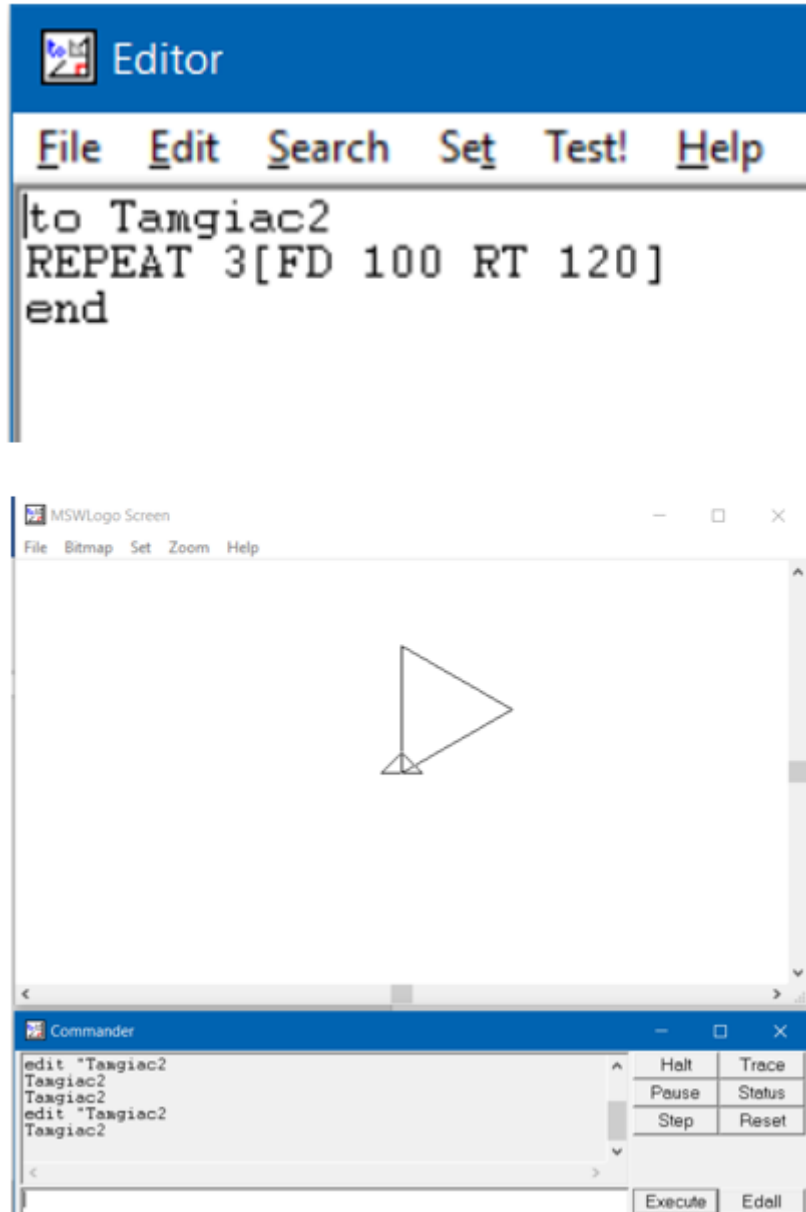 Editor
File Edit Search Set Test! Help
to Tamgiac2
REPEAT 3[FD 100 RT 120]
end
MSWLogo Screen
File Bitmap Set Zoom Help
Commander
edit "Tamgiac2
Tamgiac2
Tamgiac2
edit "Tamgiac2
Tamgiac2
Halt Trace
Pause Status
Step Reset
Execute Edall